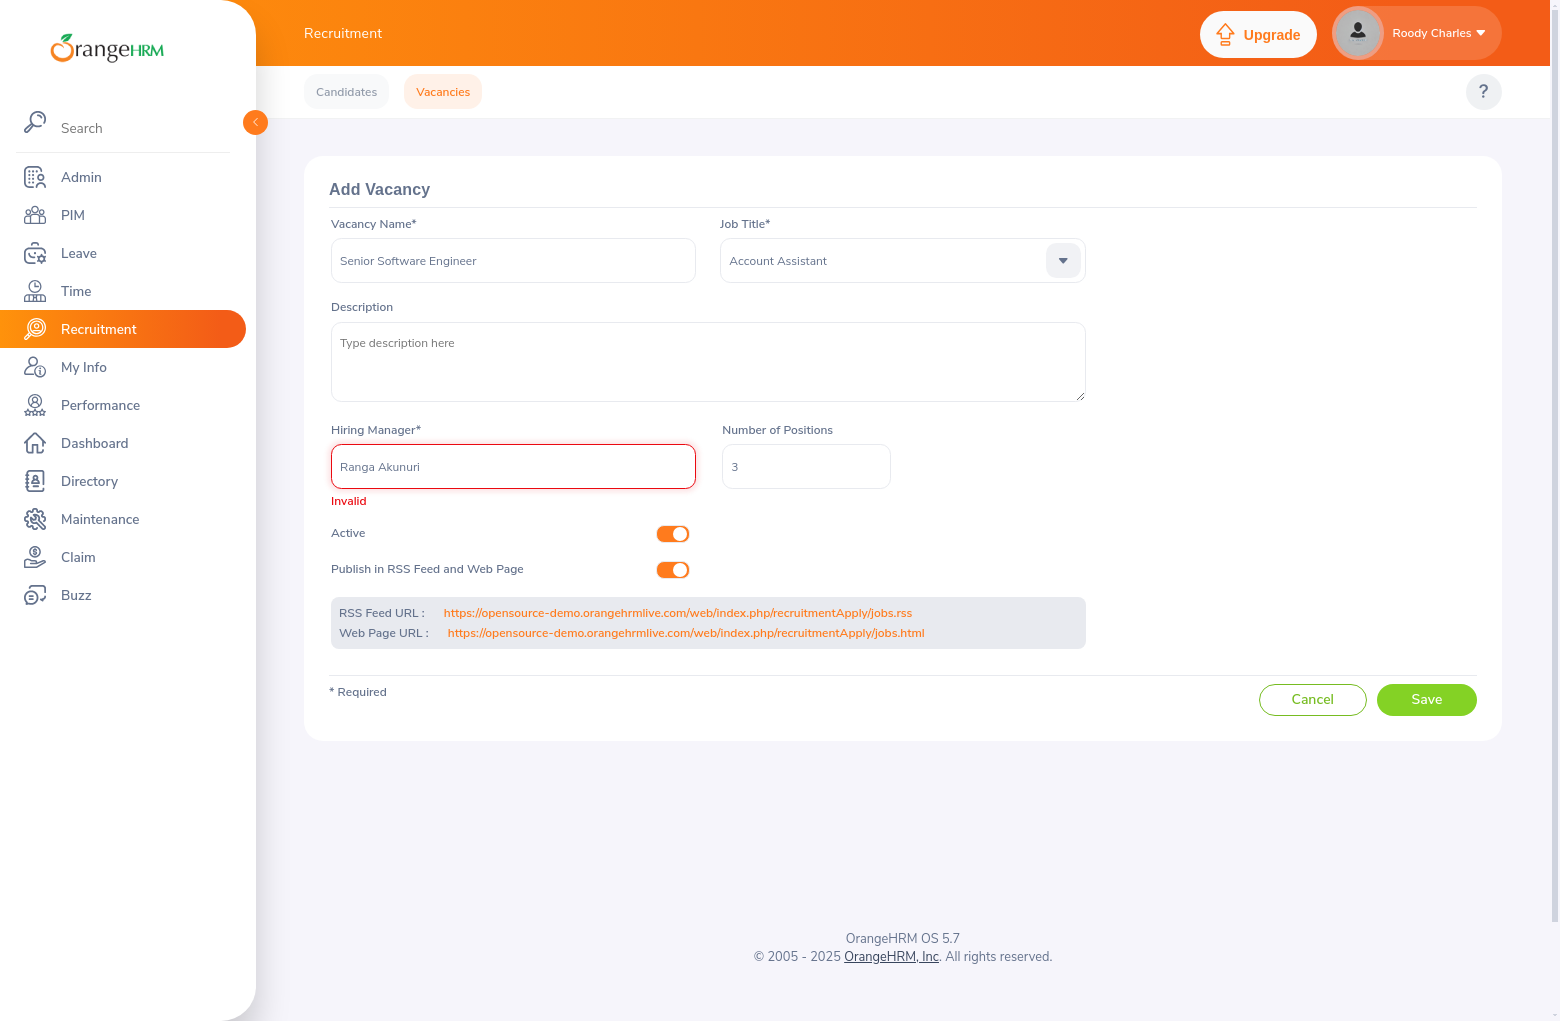 OrangeHRM
Recruitment
Upgrade
Roody Charles
Candidates
Vacancies
?
Search
Admin
PIM
Leave
Time
Recruitment
My Info
Performance
Dashboard
Directory
Maintenance
Claim
Buzz
Add Vacancy
Vacancy Name*
Job Title*
Senior Software Engineer
Account Assistant
Description
Type description here
Hiring Manager*
Number of Positions
Ranga Akunuri
3
Invalid
Active
Publish in RSS Feed and Web Page
RSS Feed URL : https://opensource-demo.orangehrmlive.com/web/index.php/recruitmentApply/jobs.rss
Web Page URL : https://opensource-demo.orangehrmlive.com/web/index.php/recruitmentApply/jobs.html
* Required
Cancel
Save
OrangeHRM OS 5.7
© 2005 - 2025 OrangeHRM, Inc. All rights reserved.